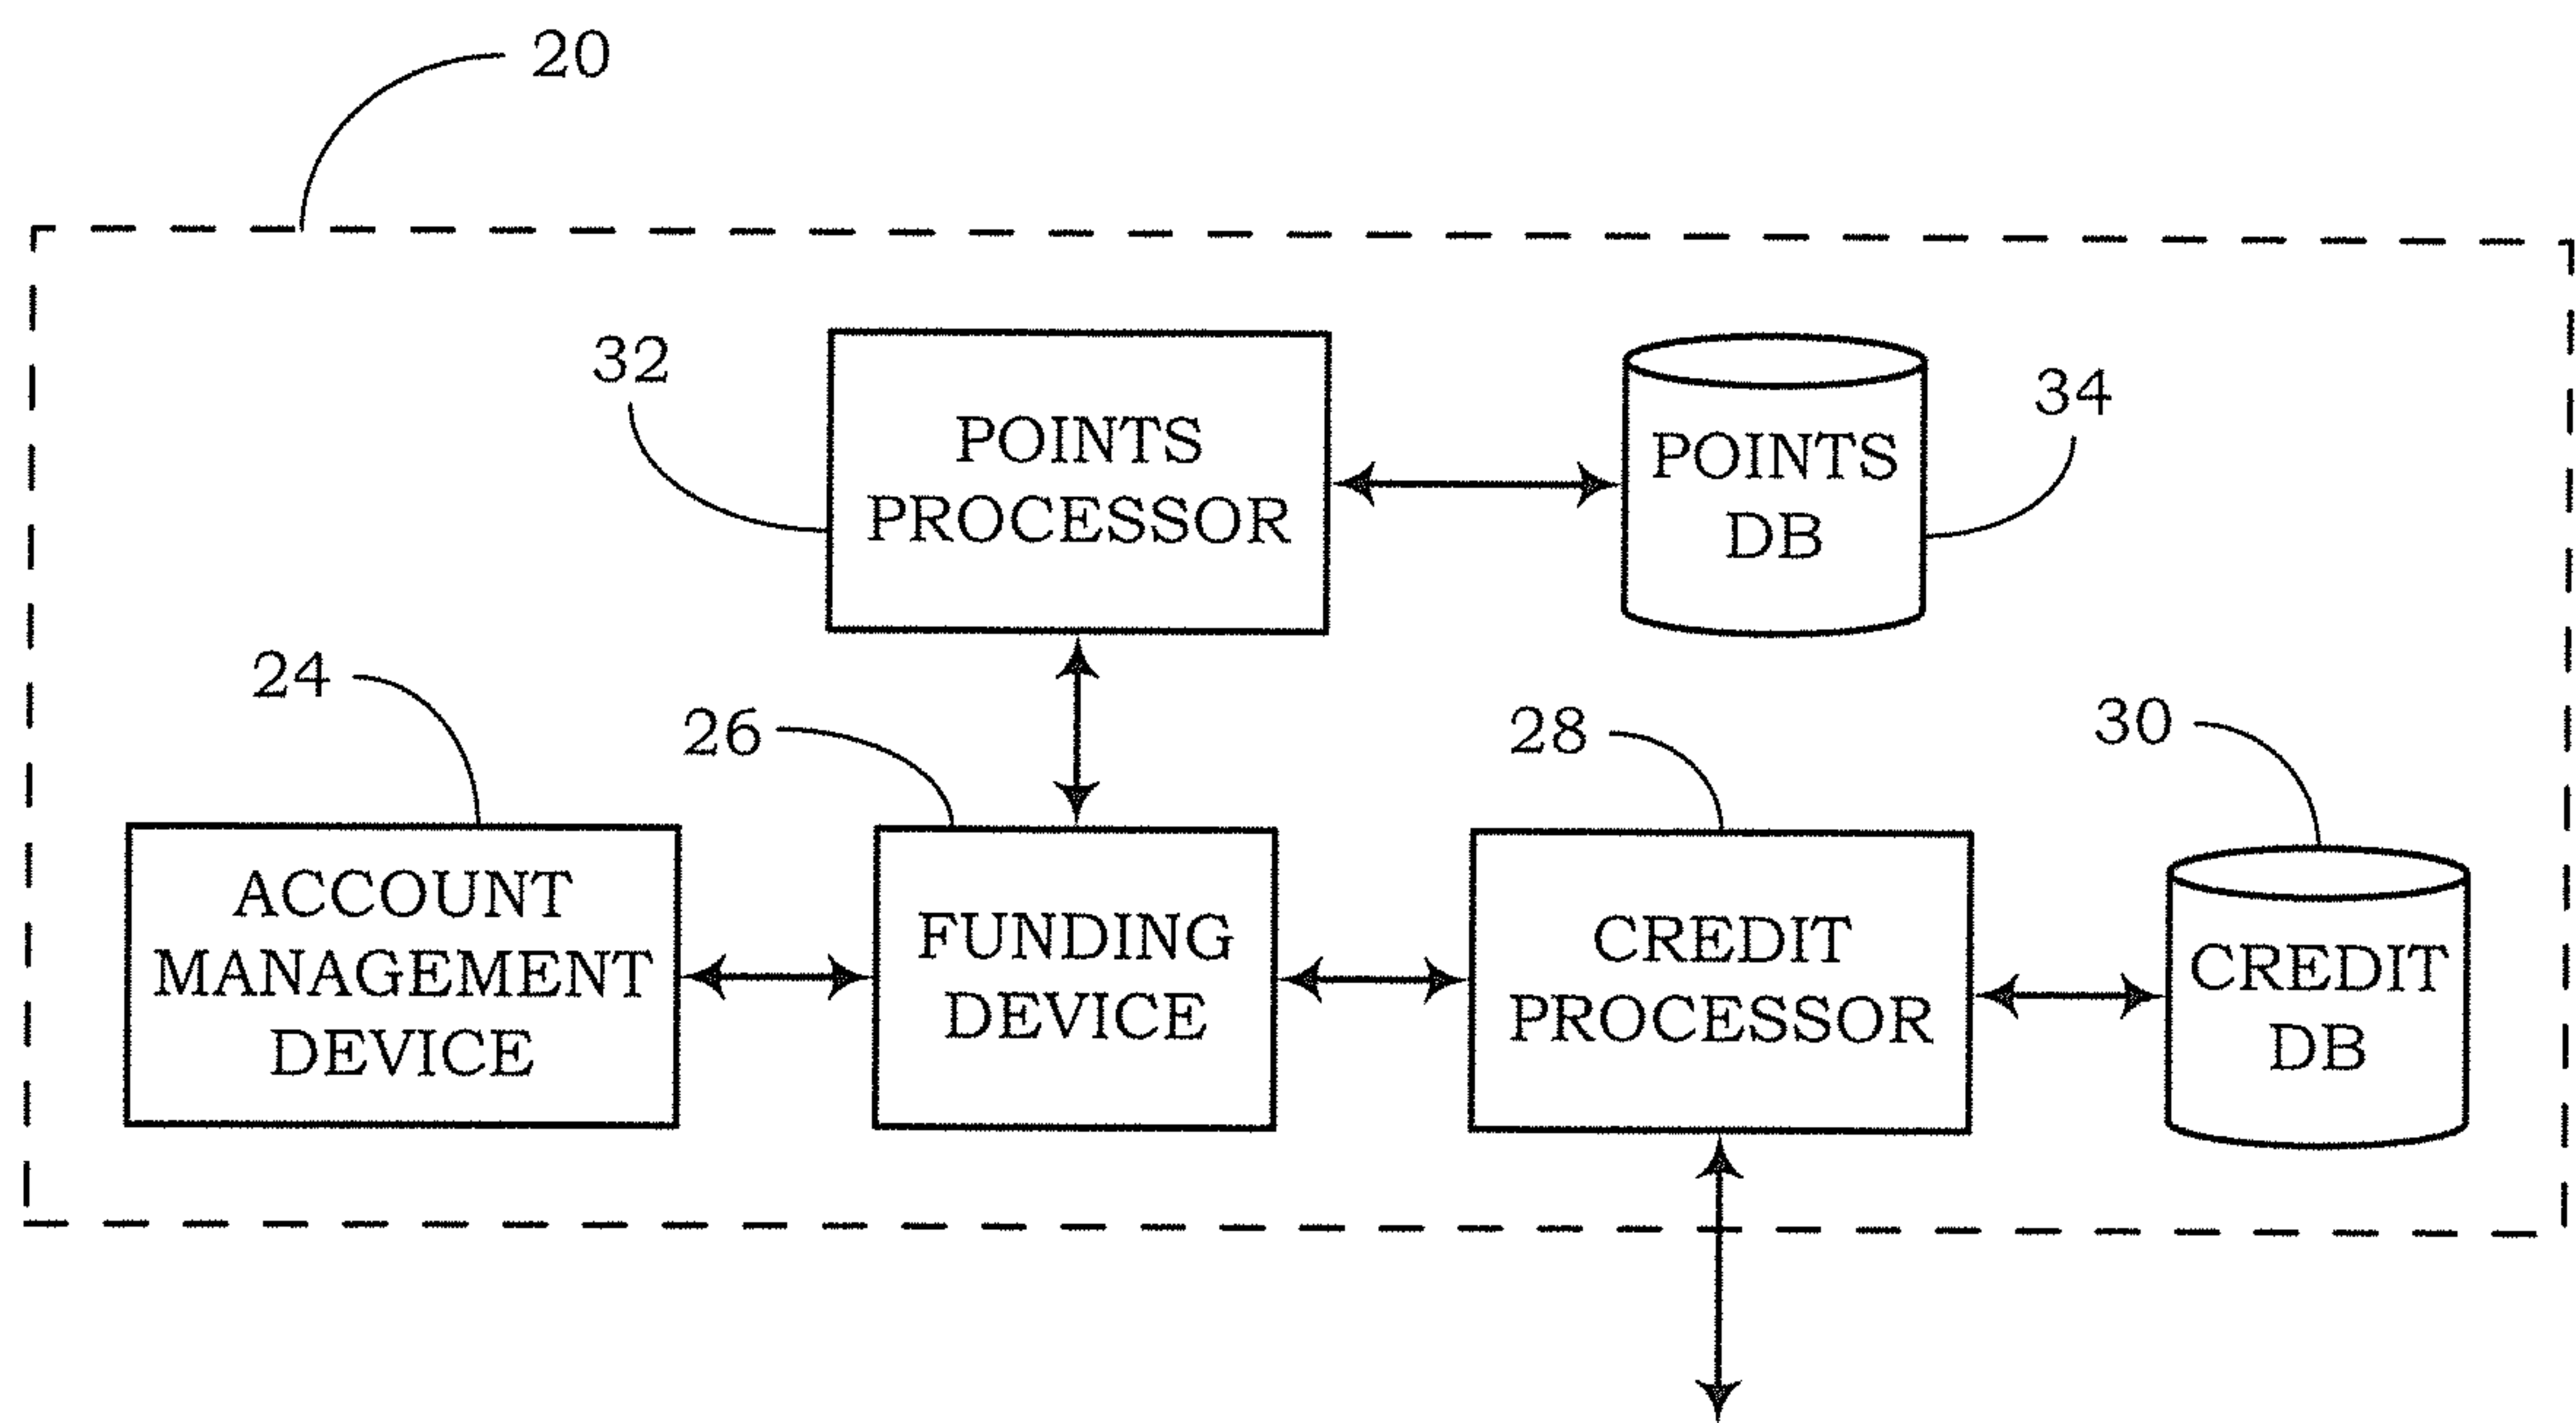 20
32
POINTS
PROCESSOR
POINTS
DB
34
24
26
28
30
ACCOUNT
MANAGEMENT
DEVICE
FUNDING
DEVICE
CREDIT
PROCESSOR
CREDIT
DB